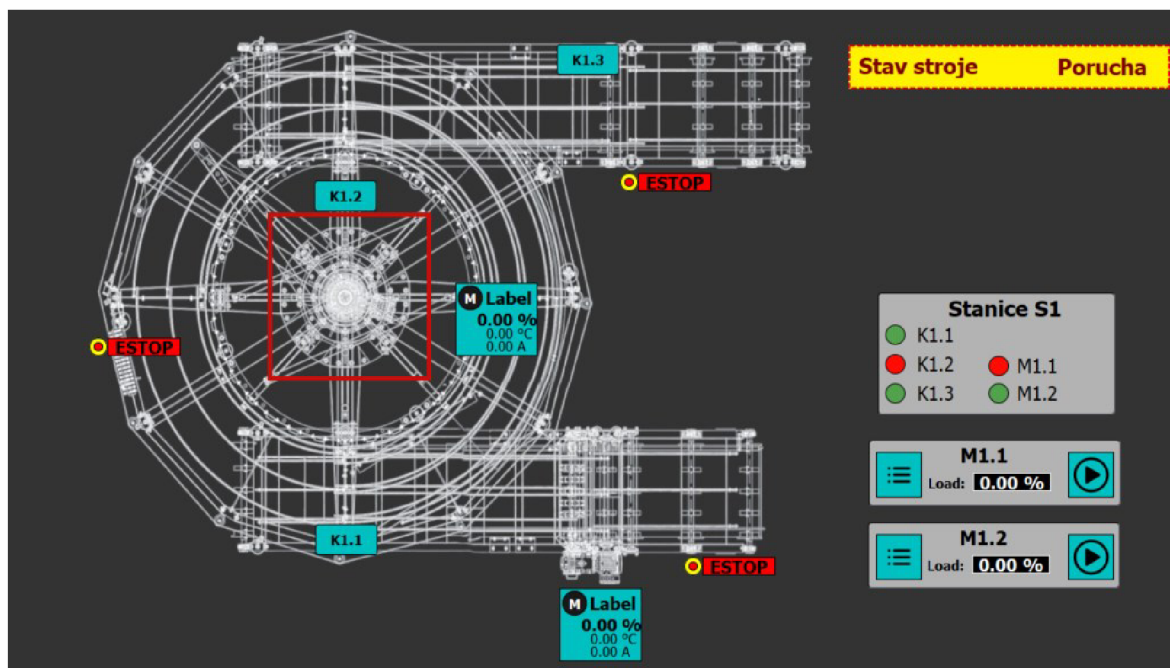 K1.3
Stav stroje Porucha
ESTOP
K1.2
M Label
0.00 %
0.00 °C
0.00 A
ESTOP
Stanice S1
K1.1
K1.2 M1.1
K1.3 M1.2
M1.1
Load: 0.00 %
K1.1
M1.2
Load: 0.00 %
ESTOP
M Label
0.00 %
0.00 °C
0.00 A